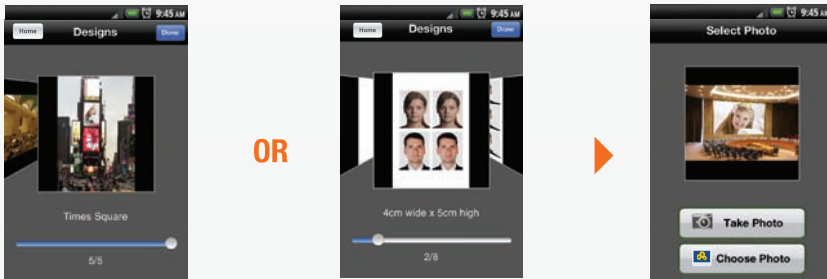 9:45 AM
Home Designs Done
Times Square
5/5
OR
9:45 AM
Home Designs Done
4cm wide x 5cm high
2/8
9:45 AM
Select Photo
Take Photo
Choose Photo